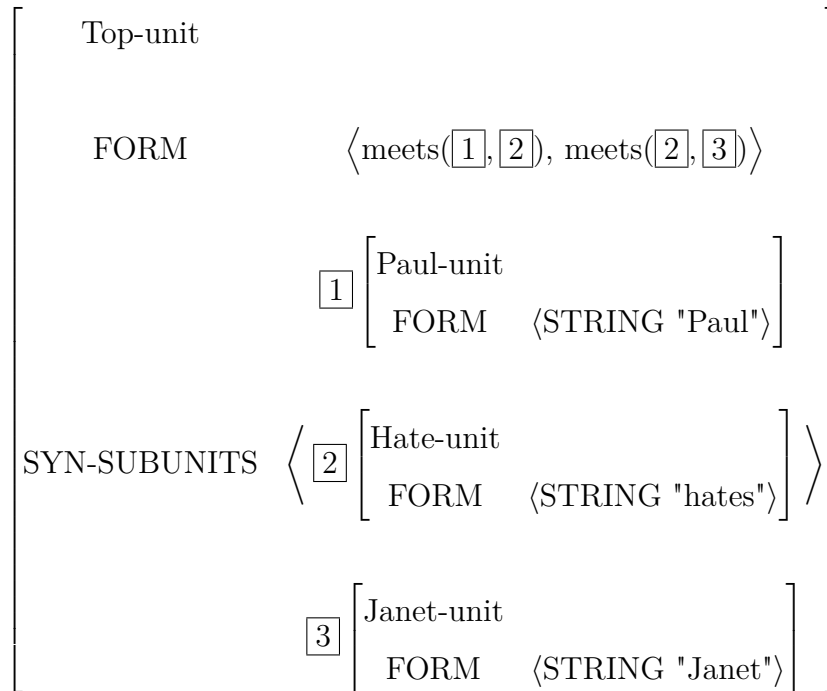 Top-unit
FORM ⟨meets([1],[2]), meets([2],[3])⟩
[1] Paul-unit
FORM ⟨STRING "Paul"⟩
SYN-SUBUNITS ⟨ [2] Hate-unit
FORM ⟨STRING "hates"⟩ ⟩
[3] Janet-unit
FORM ⟨STRING "Janet"⟩